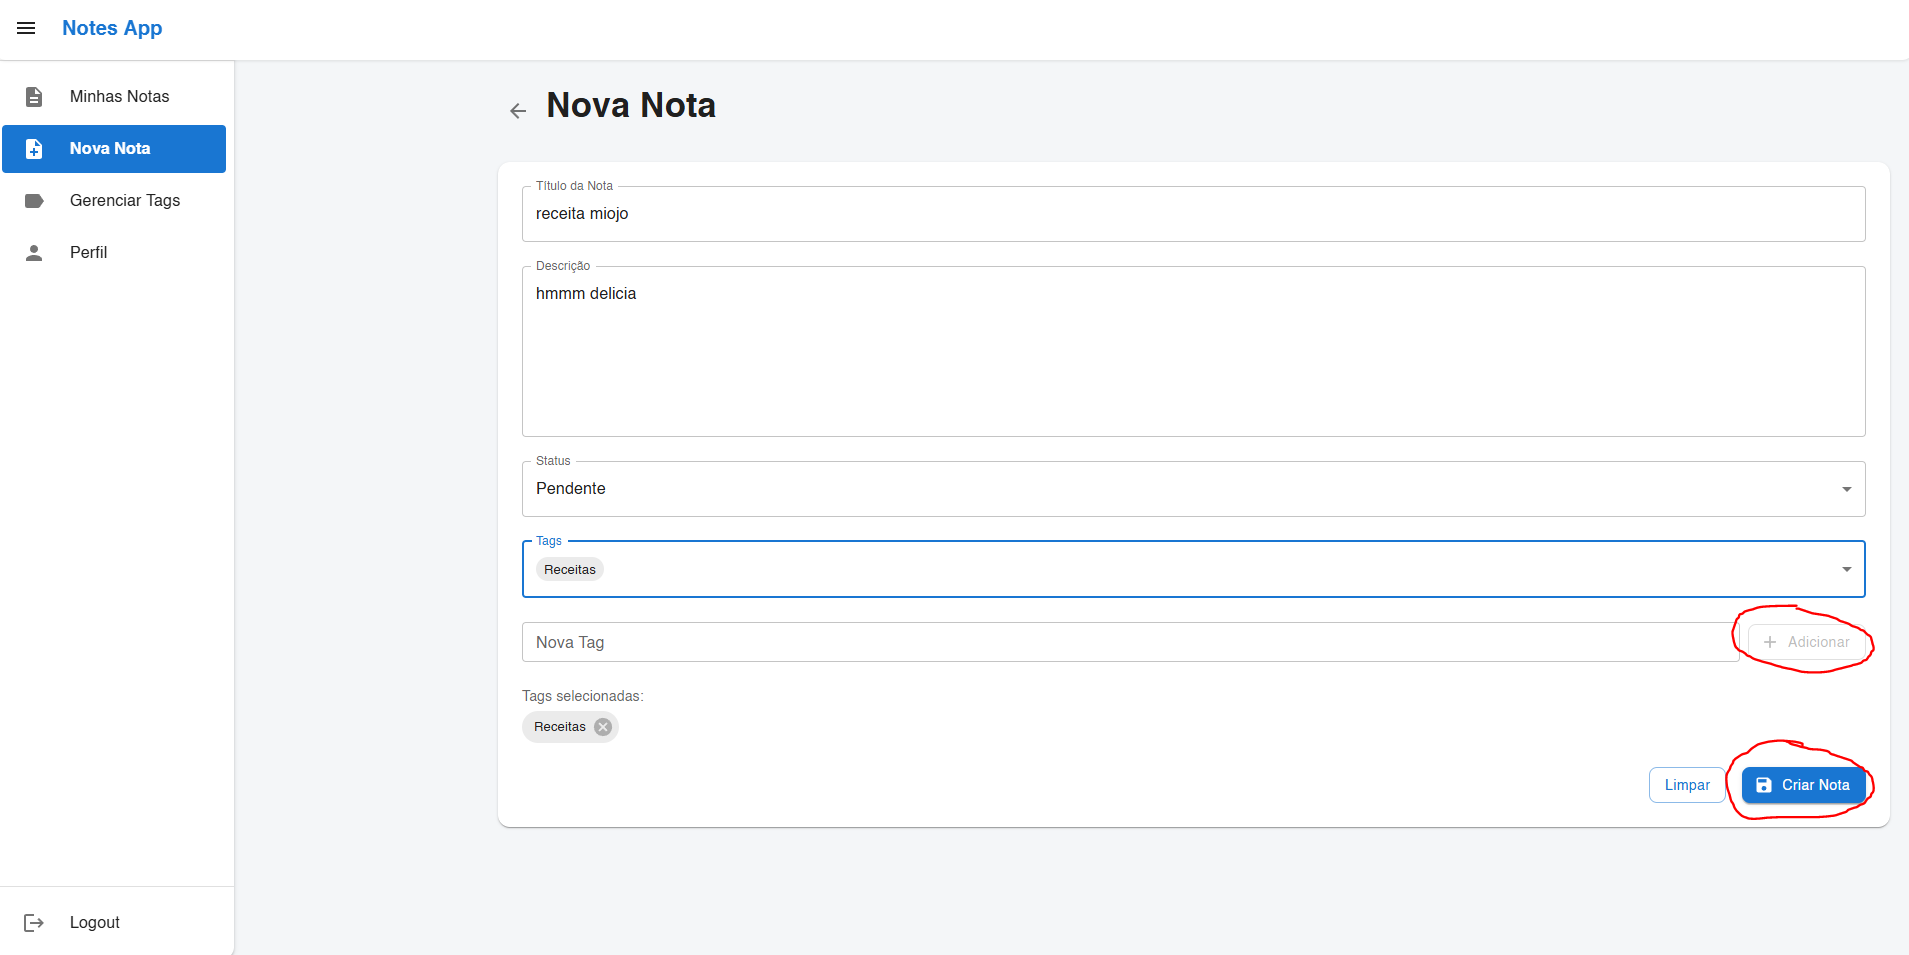 Notes App
Minhas Notas
Nova Nota
Gerenciar Tags
Perfil
Logout
Nova Nota
Título da Nota
receita miojo
Descrição
hmmm delicia
Status
Pendente
Tags
Receitas
Nova Tag
Adicionar
Tags selecionadas:
Receitas
Limpar
Criar Nota